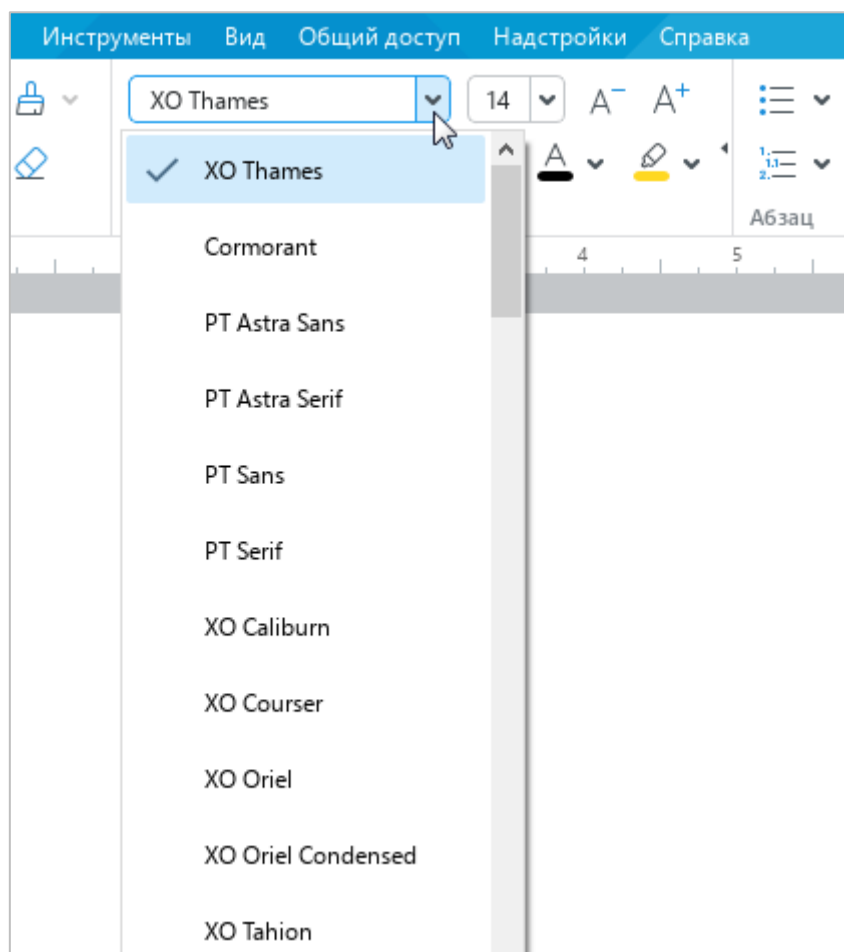 Инструменты Вид Общий доступ Надстройки Справка
XO Thames 14 A− A+
XO Thames A
Абзац
Cormorant 4 5
PT Astra Sans
PT Astra Serif
PT Sans
PT Serif
XO Caliburn
XO Courser
XO Oriel
XO Oriel Condensed
XO Tahion